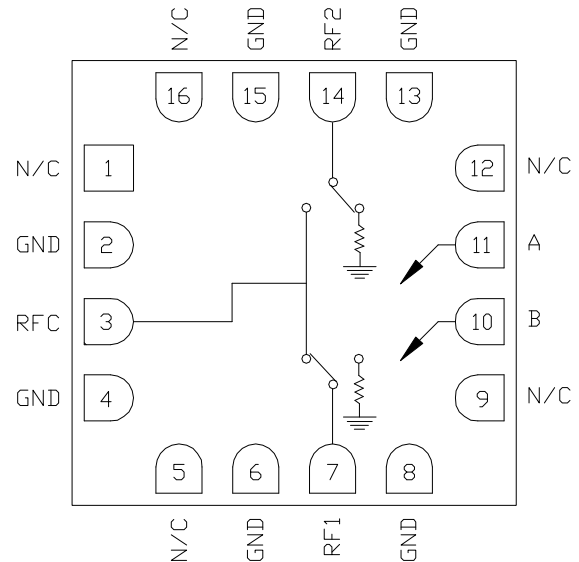 N/C GND RF2 GND
16 15 14 13
N/C 1 12 N/C
GND 2 11 A
RFC 3 10 B
GND 4 9 N/C
5 6 7 8
N/C GND RF1 GND